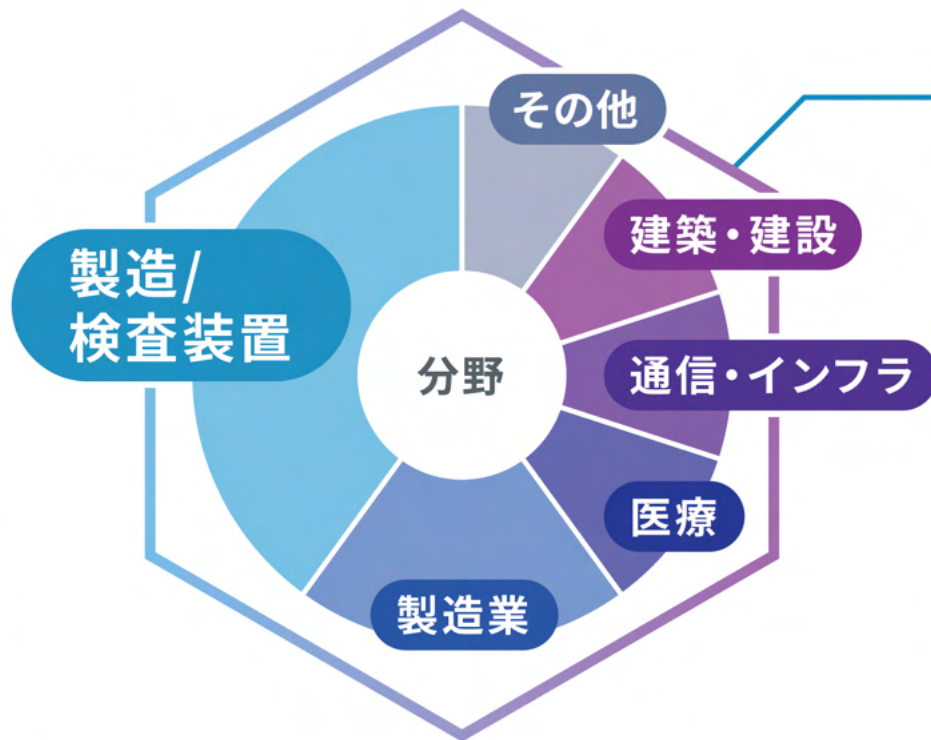 その他
建築・建設
製造/
検査装置
分野
通信・インフラ
医療
製造業